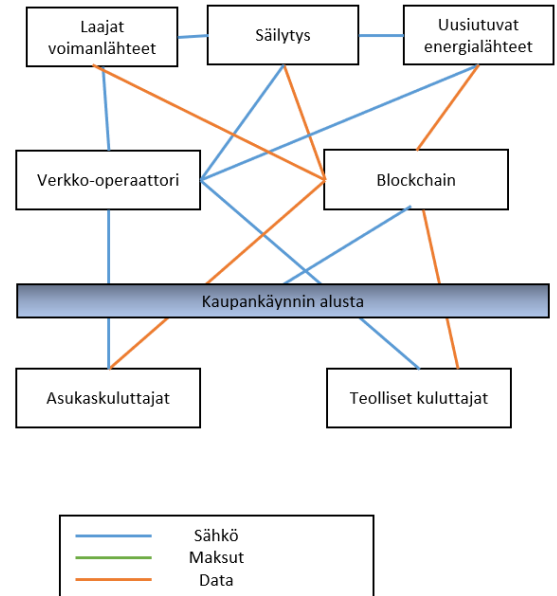 Laajat
voimanlähteet
Säilytys
Uusiutuvat
energialähteet
Verkko-operaattori
Blockchain
Kaupankäynnin alusta
Asukaskuluttajat
Teolliset kuluttajat
Sähkö
Maksut
Data